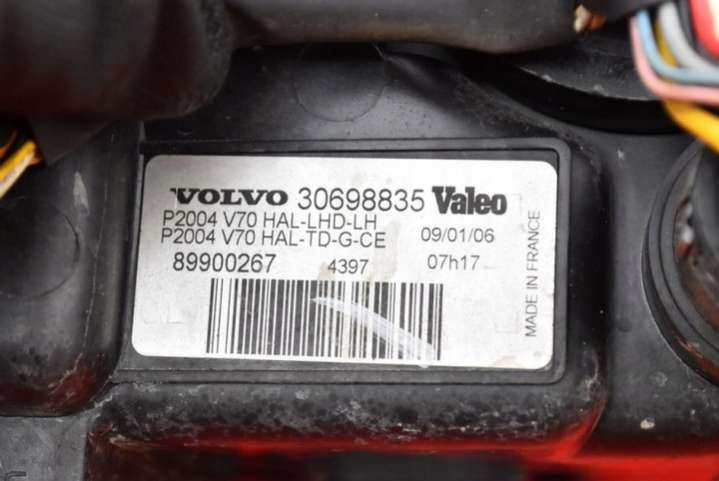 VOLVO 30698835 Valeo
P2004 V70 HAL-LHD-LH
P2004 V70 HAL-TD-G-CE 09/01/06
89900267 4397 07h17
MADE IN FRANCE